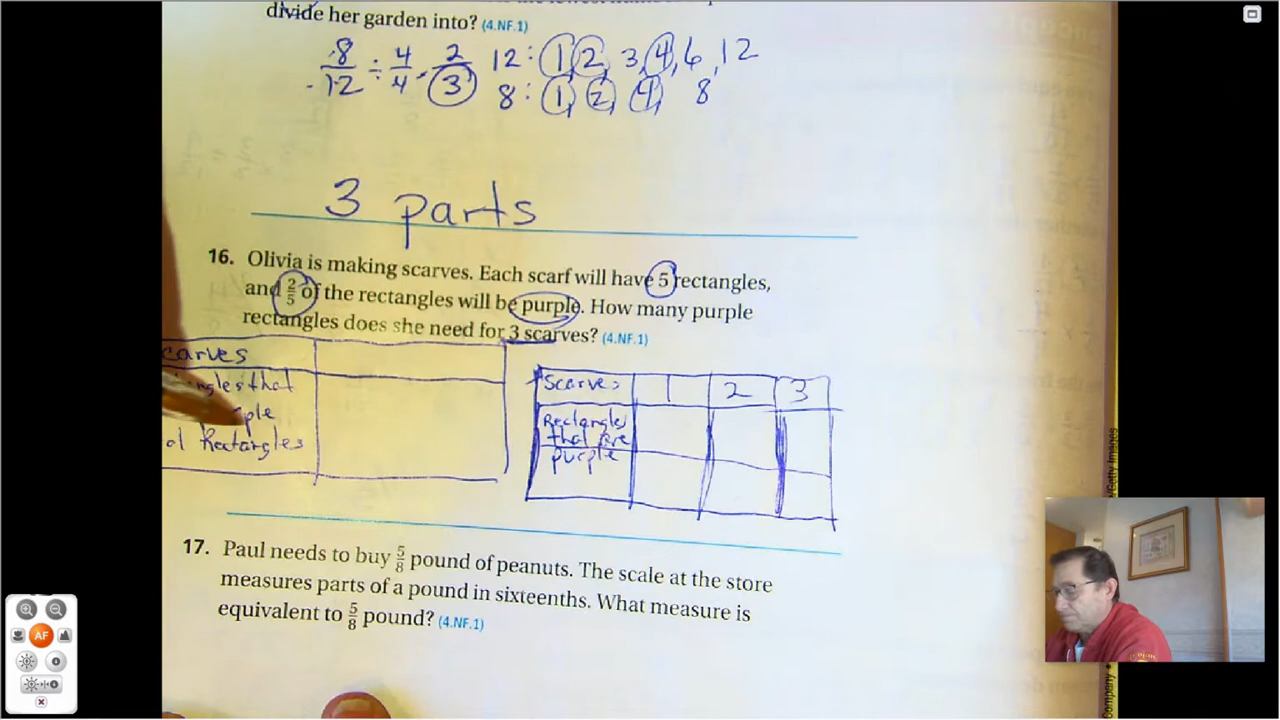 divide her garden into? (4.NF.1)
8/12 ÷ 4/4 = 2/3 12: 1, 2, 3, 4, 6, 12
8: 1, 2, 4, 8
3 parts
16. Olivia is making scarves. Each scarf will have 5 rectangles,
and 2/5 of the rectangles will be purple. How many purple
rectangles does she need for 3 scarves? (4.NF.1)
carves
Scarves 1 2 3
that
Rectangles
that are
purple
ple
Rectangles
17. Paul needs to buy 5/8 pound of peanuts. The scale at the store
measures parts of a pound in sixteenths. What measure is
equivalent to 5/8 pound? (4.NF.1)
AF
Company •
Getty Images